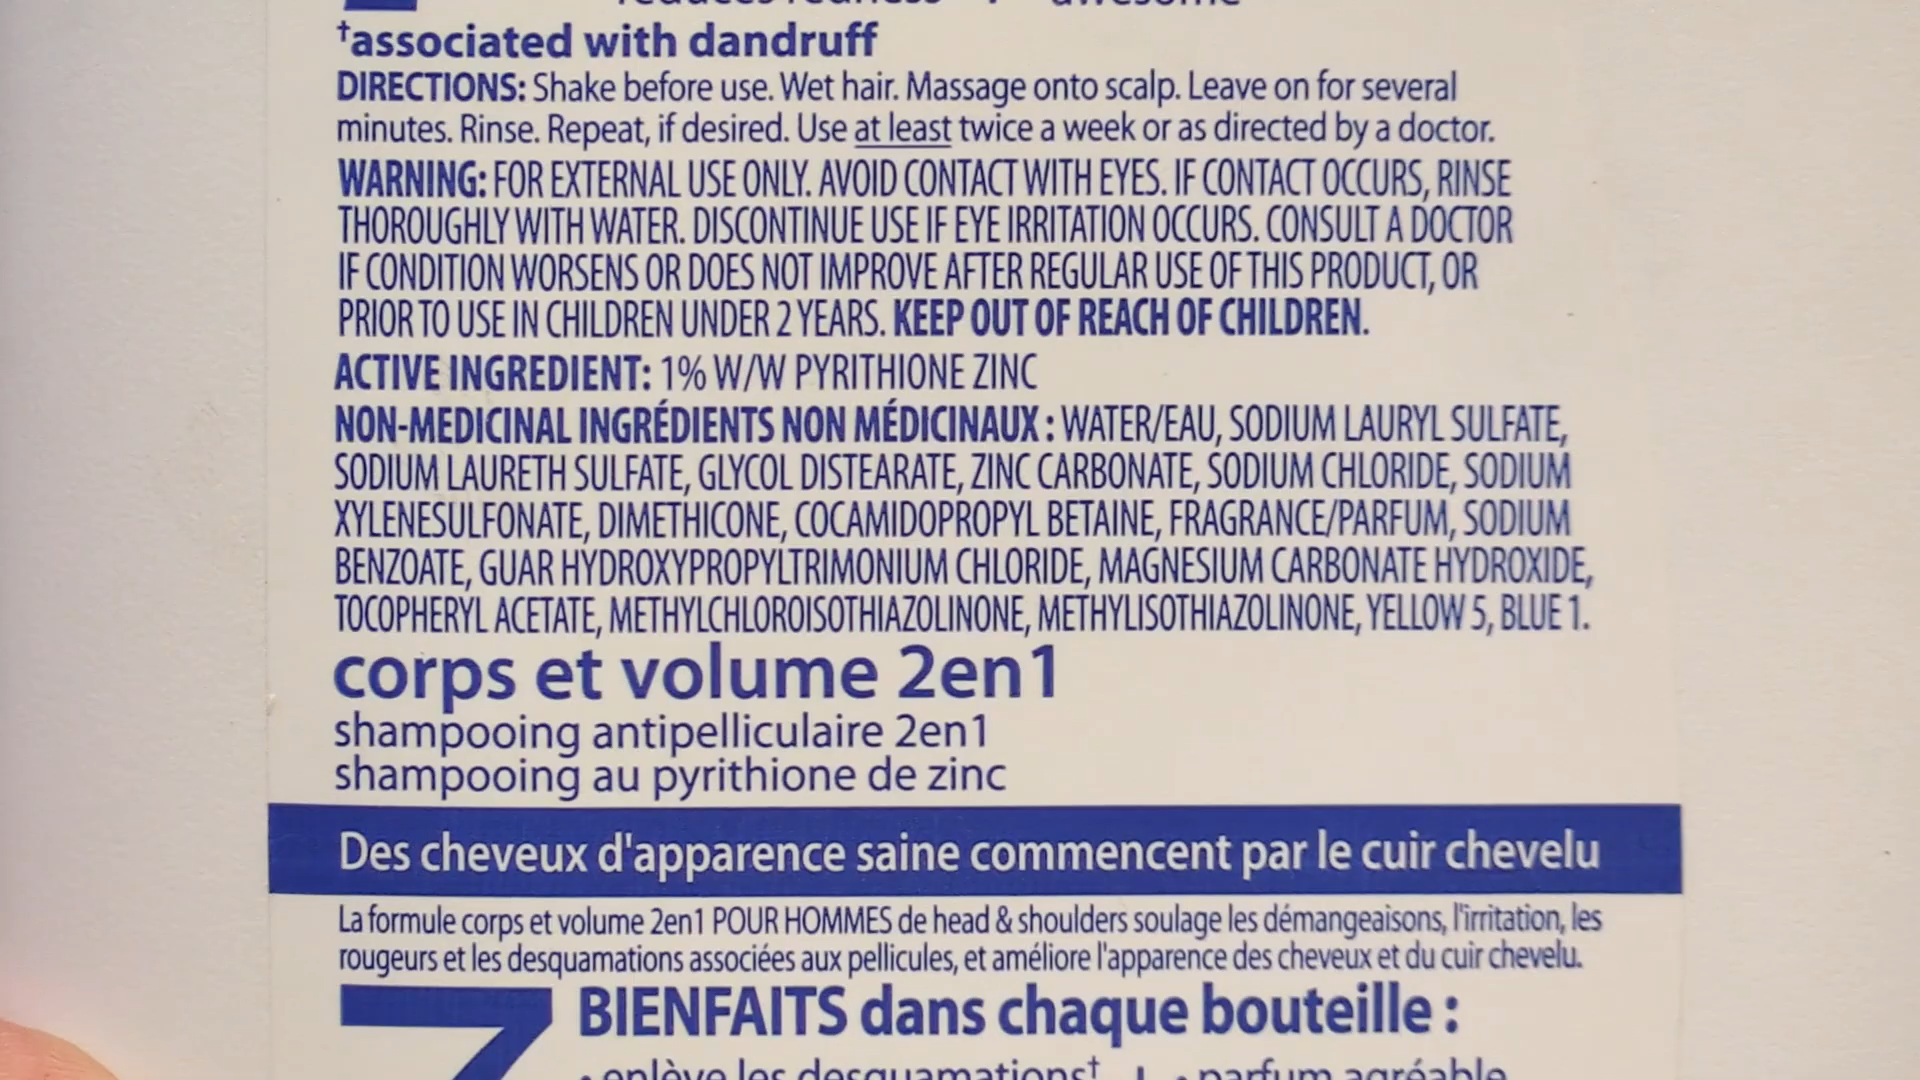 reduces redness awesome
†associated with dandruff
DIRECTIONS: Shake before use. Wet hair. Massage onto scalp. Leave on for several
minutes. Rinse. Repeat, if desired. Use at least twice a week or as directed by a doctor.
WARNING: FOR EXTERNAL USE ONLY. AVOID CONTACT WITH EYES. IF CONTACT OCCURS, RINSE
THOROUGHLY WITH WATER. DISCONTINUE USE IF EYE IRRITATION OCCURS. CONSULT A DOCTOR
IF CONDITION WORSENS OR DOES NOT IMPROVE AFTER REGULAR USE OF THIS PRODUCT, OR
PRIOR TO USE IN CHILDREN UNDER 2 YEARS. KEEP OUT OF REACH OF CHILDREN.
ACTIVE INGREDIENT: 1% W/W PYRITHIONE ZINC
NON-MEDICINAL INGRÉDIENTS NON MÉDICINAUX : WATER/EAU, SODIUM LAURYL SULFATE,
SODIUM LAURETH SULFATE, GLYCOL DISTEARATE, ZINC CARBONATE, SODIUM CHLORIDE, SODIUM
XYLENESULFONATE, DIMETHICONE, COCAMIDOPROPYL BETAINE, FRAGRANCE/PARFUM, SODIUM
BENZOATE, GUAR HYDROXYPROPYLTRIMONIUM CHLORIDE, MAGNESIUM CARBONATE HYDROXIDE,
TOCOPHERYL ACETATE, METHYLCHLOROISOTHIAZOLINONE, METHYLISOTHIAZOLINONE, YELLOW 5, BLUE 1.
corps et volume 2en1
shampooing antipelliculaire 2en1
shampooing au pyrithione de zinc
Des cheveux d'apparence saine commencent par le cuir chevelu
La formule corps et volume 2en1 POUR HOMMES de head & shoulders soulage les démangeaisons, l'irritation, les
rougeurs et les desquamations associées aux pellicules, et améliore l'apparence des cheveux et du cuir chevelu.
7 BIENFAITS dans chaque bouteille :
• enlève les desquamations† • parfum agréable